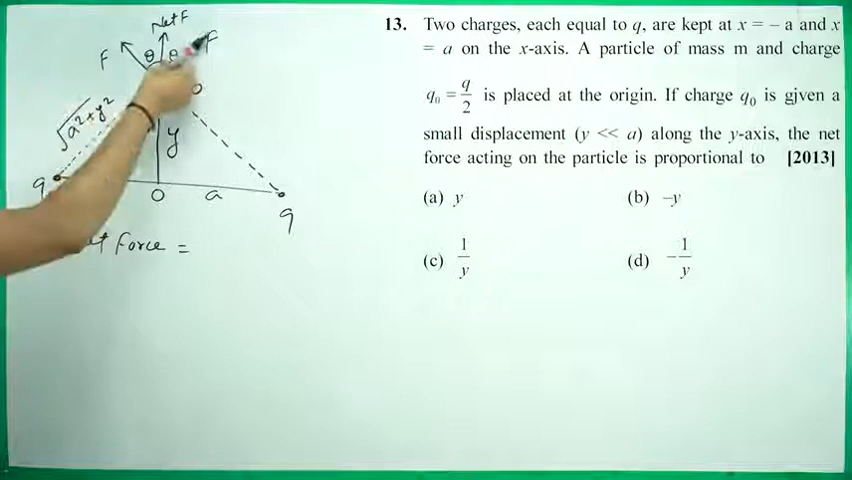 Net F
F θ θ F
√a²+y²
y
q O a
q
Force =
13. Two charges, each equal to q, are kept at x = – a and x
= a on the x-axis. A particle of mass m and charge
q₀ = q/2 is placed at the origin. If charge q₀ is given a
small displacement (y << a) along the y-axis, the net
force acting on the particle is proportional to [2013]
(a) y (b) –y
(c) 1/y (d) –1/y